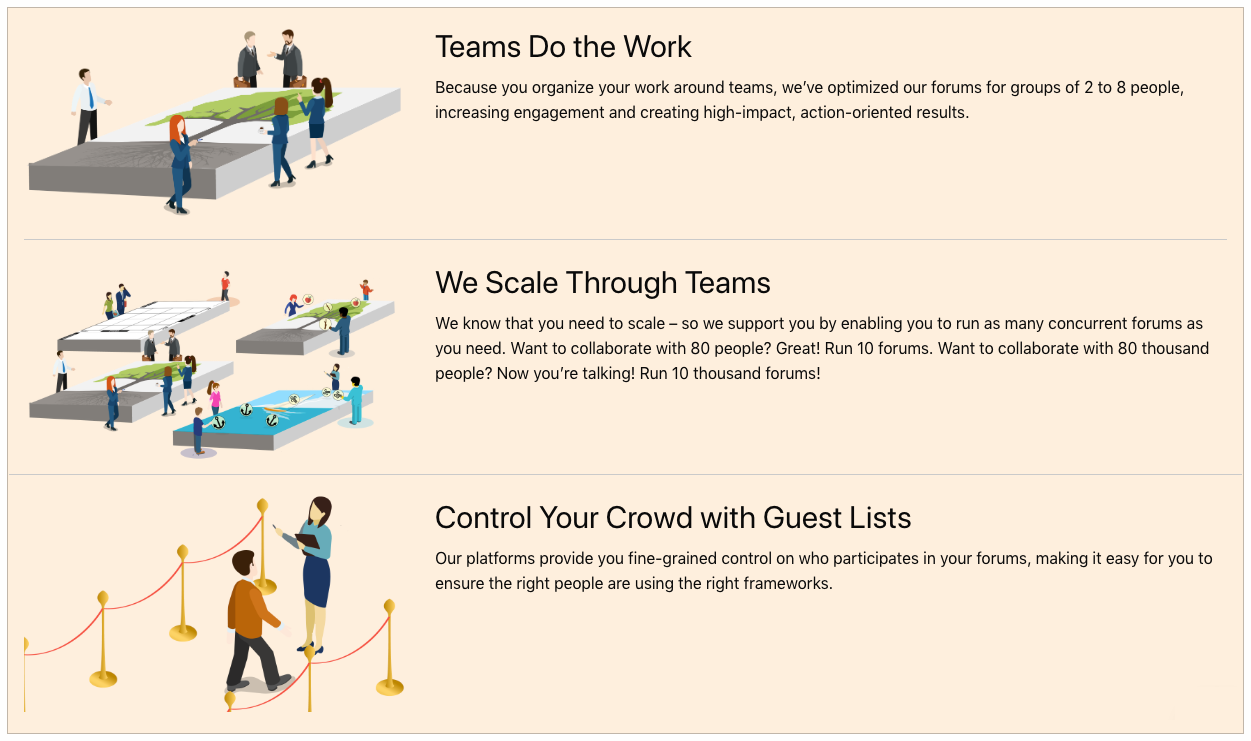 Teams Do the Work
Because you organize your work around teams, we’ve optimized our forums for groups of 2 to 8 people,
increasing engagement and creating high-impact, action-oriented results.
We Scale Through Teams
We know that you need to scale – so we support you by enabling you to run as many concurrent forums as
you need. Want to collaborate with 80 people? Great! Run 10 forums. Want to collaborate with 80 thousand
people? Now you’re talking! Run 10 thousand forums!
Control Your Crowd with Guest Lists
Our platforms provide you fine-grained control on who participates in your forums, making it easy for you to
ensure the right people are using the right frameworks.